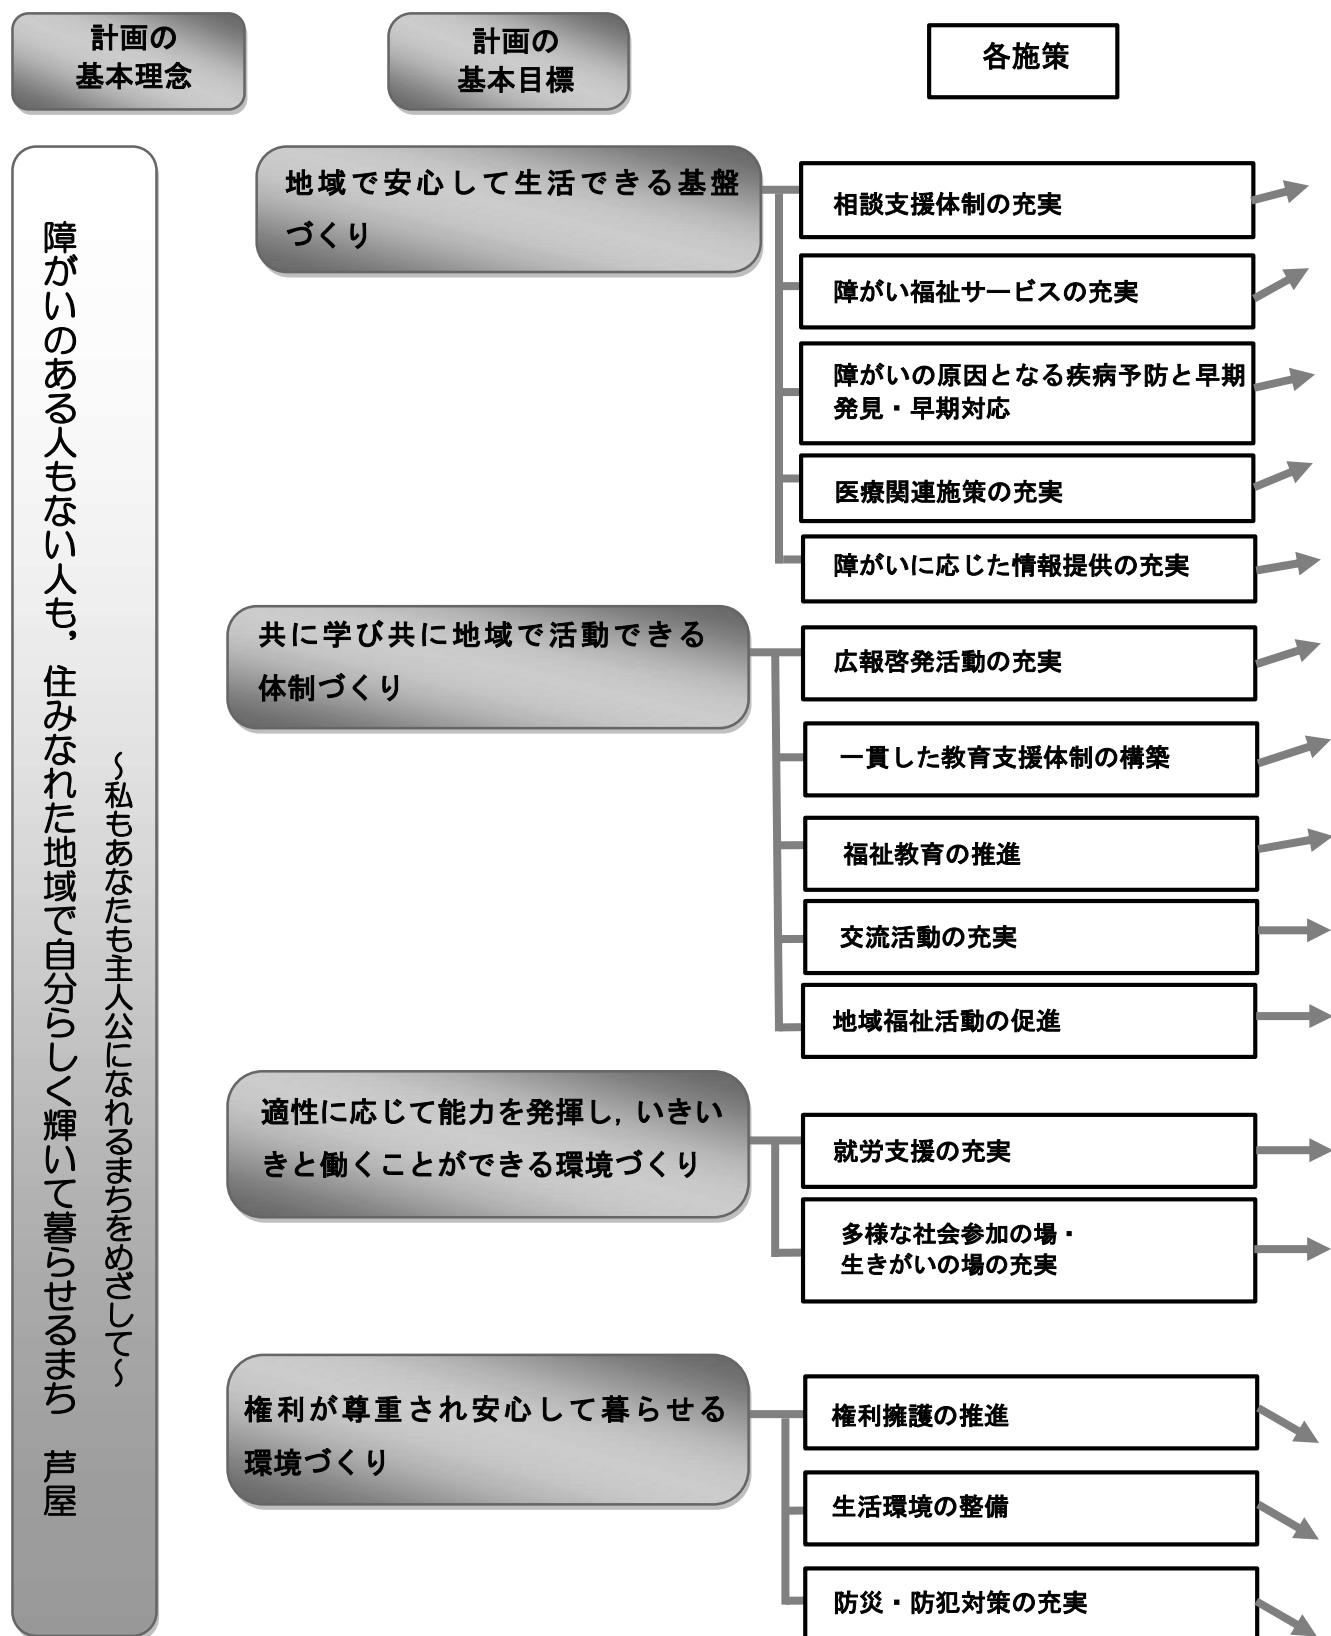 計画の
基本理念
計画の
基本目標
各施策
障がいのある人もない人も，住みなれた地域で自分らしく輝いて暮らせるまち　芦屋
～私もあなたも主人公になれるまちをめざして～
地域で安心して生活できる基盤
づくり
相談支援体制の充実
障がい福祉サービスの充実
障がいの原因となる疾病予防と早期
発見・早期対応
医療関連施策の充実
障がいに応じた情報提供の充実
共に学び共に地域で活動できる
体制づくり
広報啓発活動の充実
一貫した教育支援体制の構築
福祉教育の推進
交流活動の充実
地域福祉活動の促進
適性に応じて能力を発揮し，いきい
きと働くことができる環境づくり
就労支援の充実
多様な社会参加の場・
生きがいの場の充実
権利が尊重され安心して暮らせる
環境づくり
権利擁護の推進
生活環境の整備
防災・防犯対策の充実